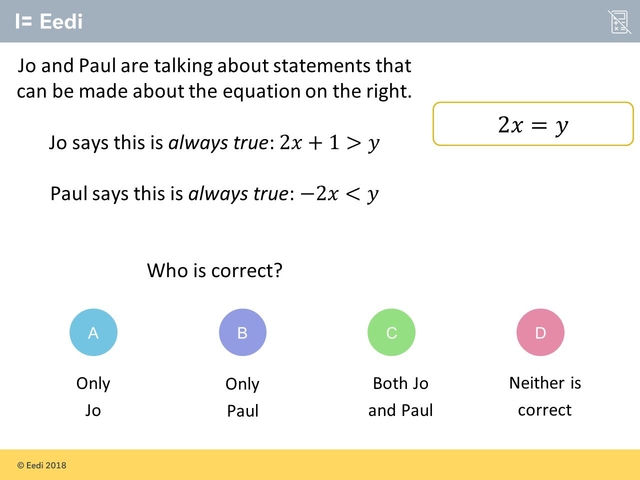 I= Eedi
Jo and Paul are talking about statements that
can be made about the equation on the right.
2x = y
Jo says this is always true: 2x + 1 > y
Paul says this is always true: −2x < y
Who is correct?
A
B
C
D
Only
Jo
Only
Paul
Both Jo
and Paul
Neither is
correct
© Eedi 2018